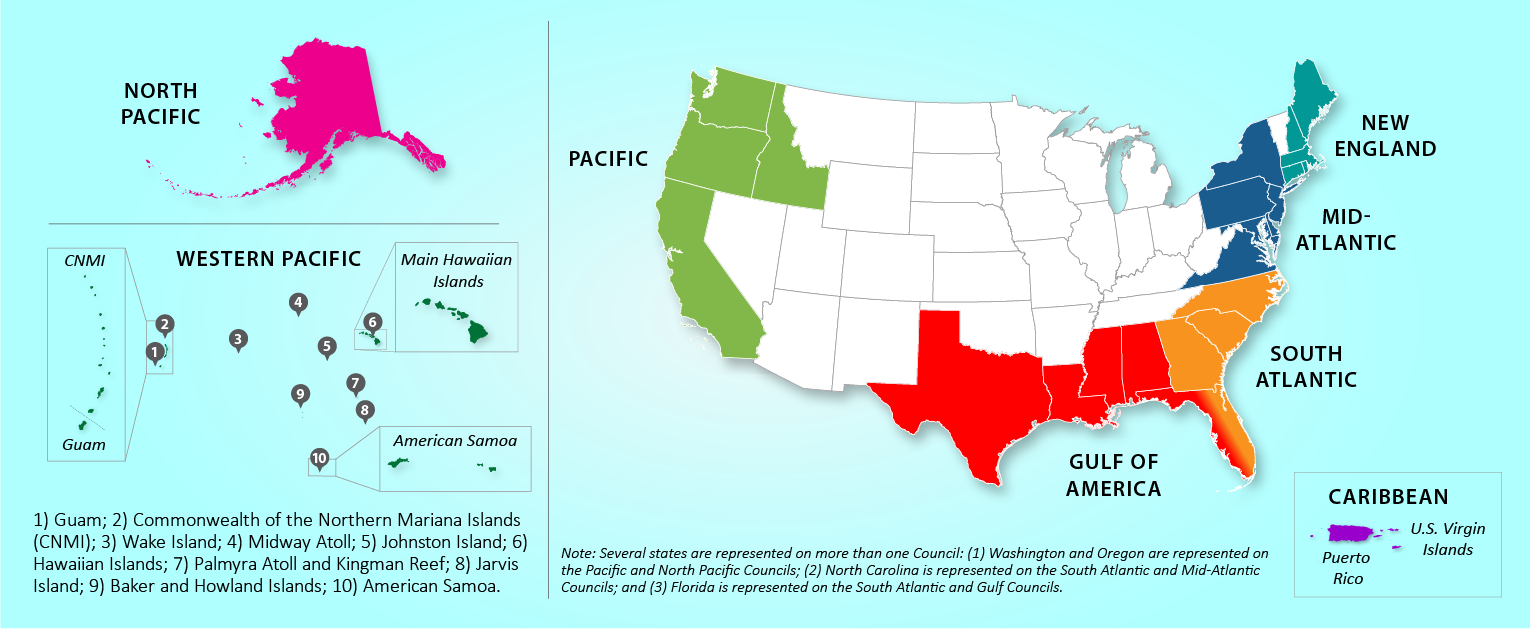 NORTH
PACIFIC
WESTERN PACIFIC
CNMI
Guam
Main Hawaiian
Islands
4
2
6
3
5
1
7
9
8
10
American Samoa
1) Guam; 2) Commonwealth of the Northern Mariana Islands
(CNMI); 3) Wake Island; 4) Midway Atoll; 5) Johnston Island; 6)
Hawaiian Islands; 7) Palmyra Atoll and Kingman Reef; 8) Jarvis
Island; 9) Baker and Howland Islands; 10) American Samoa.
PACIFIC
NEW
ENGLAND
MID-
ATLANTIC
SOUTH
ATLANTIC
GULF OF
AMERICA
CARIBBEAN
U.S. Virgin
Islands
Puerto
Rico
Note: Several states are represented on more than one Council: (1) Washington and Oregon are represented on
the Pacific and North Pacific Councils; (2) North Carolina is represented on the South Atlantic and Mid-Atlantic
Councils; and (3) Florida is represented on the South Atlantic and Gulf Councils.